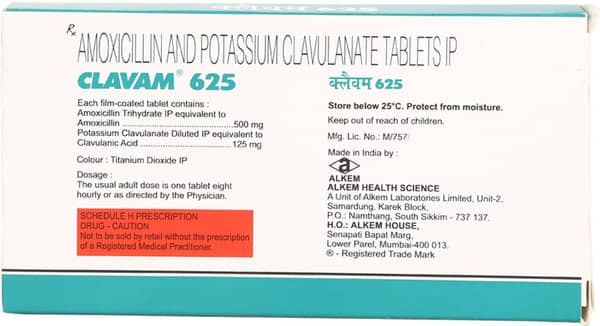 Rx AMOXICILLIN AND POTASSIUM CLAVULANATE TABLETS IP
CLAVAM® 625
Each film-coated tablet contains :
Amoxicillin Trihydrate IP equivalent to
Amoxicillin ..................................500 mg
Potassium Clavulanate Diluted IP equivalent to
Clavulanic Acid ............................125 mg
Colour : Titanium Dioxide IP
Dosage :
The usual adult dose is one tablet eight
hourly or as directed by the Physician.
SCHEDULE H PRESCRIPTION
DRUG - CAUTION
Not to be sold by retail without the prescription
of a Registered Medical Practitioner.
क्लैवम 625
Store below 25°C. Protect from moisture.
Keep out of reach of children.
Mfg. Lic. No.: M/757/
Made in India by :
a
ALKEM
ALKEM HEALTH SCIENCE
A Unit of Alkem Laboratories Limited, Unit-2,
Samardung, Karek Block,
P.O.: Namthang, South Sikkim - 737 137.
H.O.: ALKEM HOUSE,
Senapati Bapat Marg,
Lower Parel, Mumbai-400 013.
® - Registered Trade Mark
CLAVAM® 625